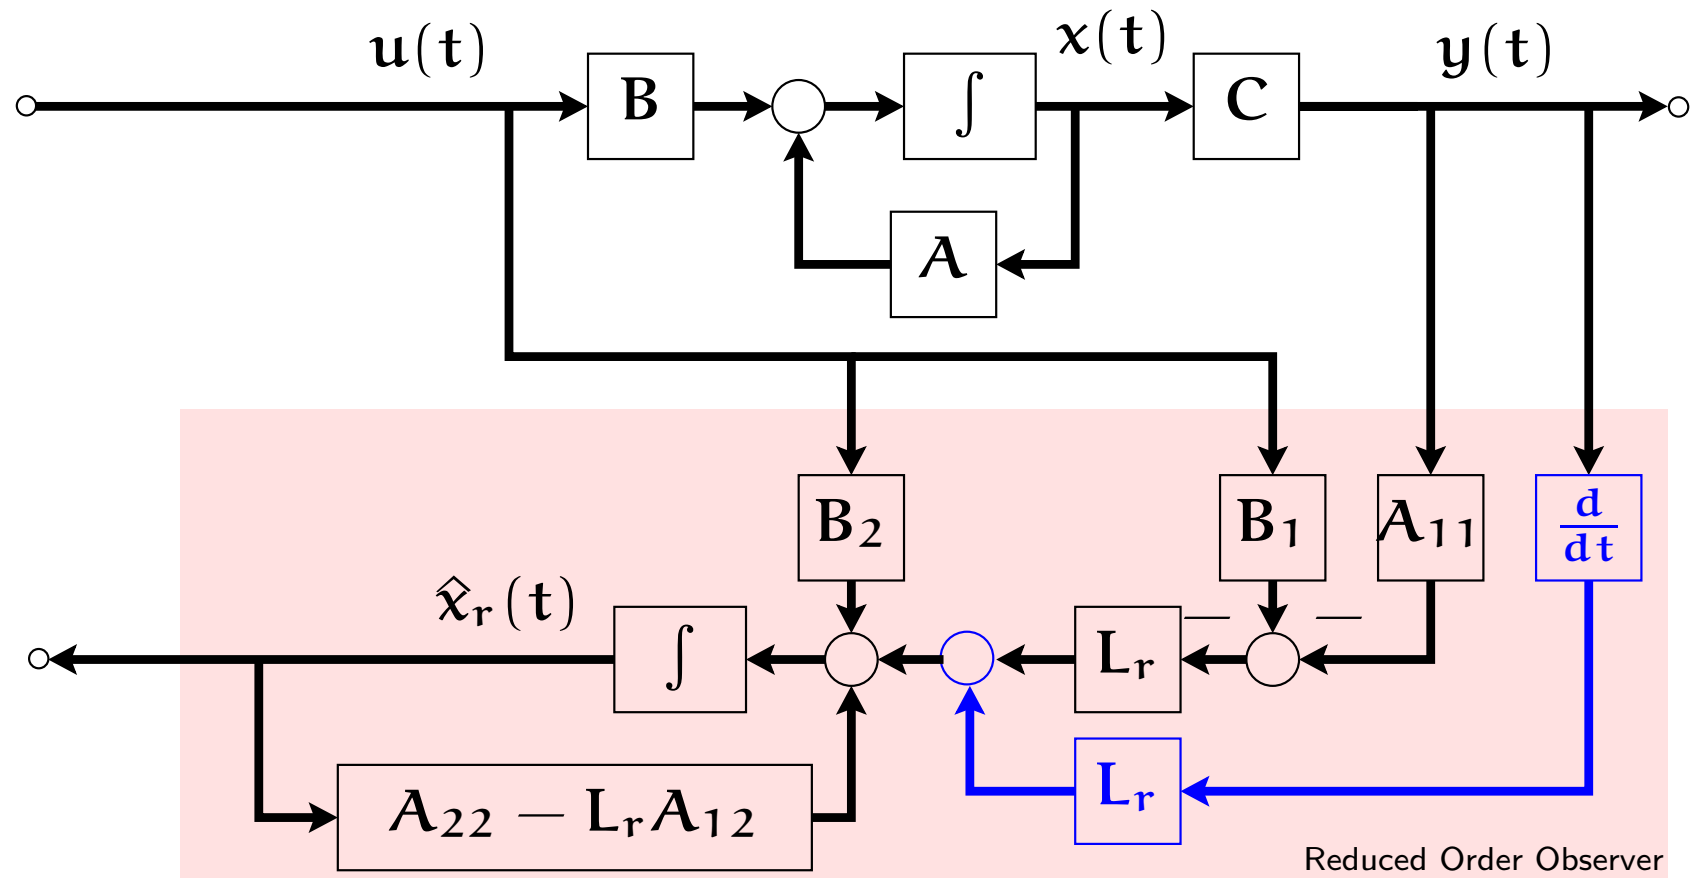 u(t)
x(t)
y(t)
B
∫
C
A
B₂
B₁
A₁₁
d/dt
x̂ᵣ(t)
∫
Lᵣ
−
−
A₂₂ − LᵣA₁₂
Lᵣ
Reduced Order Observer